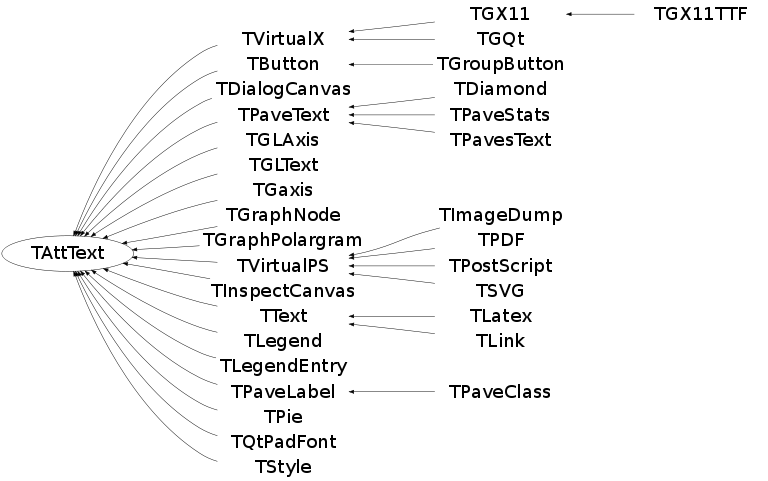 TGX11 TGX11TTF
TVirtualX TGQt
TButton TGroupButton
TDialogCanvas TDiamond
TPaveText TPaveStats
TGLAxis TPavesText
TGLText
TGaxis
TGraphNode TImageDump
TGraphPolargram TPDF
TAttText
TVirtualPS TPostScript
TInspectCanvas TSVG
TText TLatex
TLegend TLink
TLegendEntry
TPaveLabel TPaveClass
TPie
TQtPadFont
TStyle